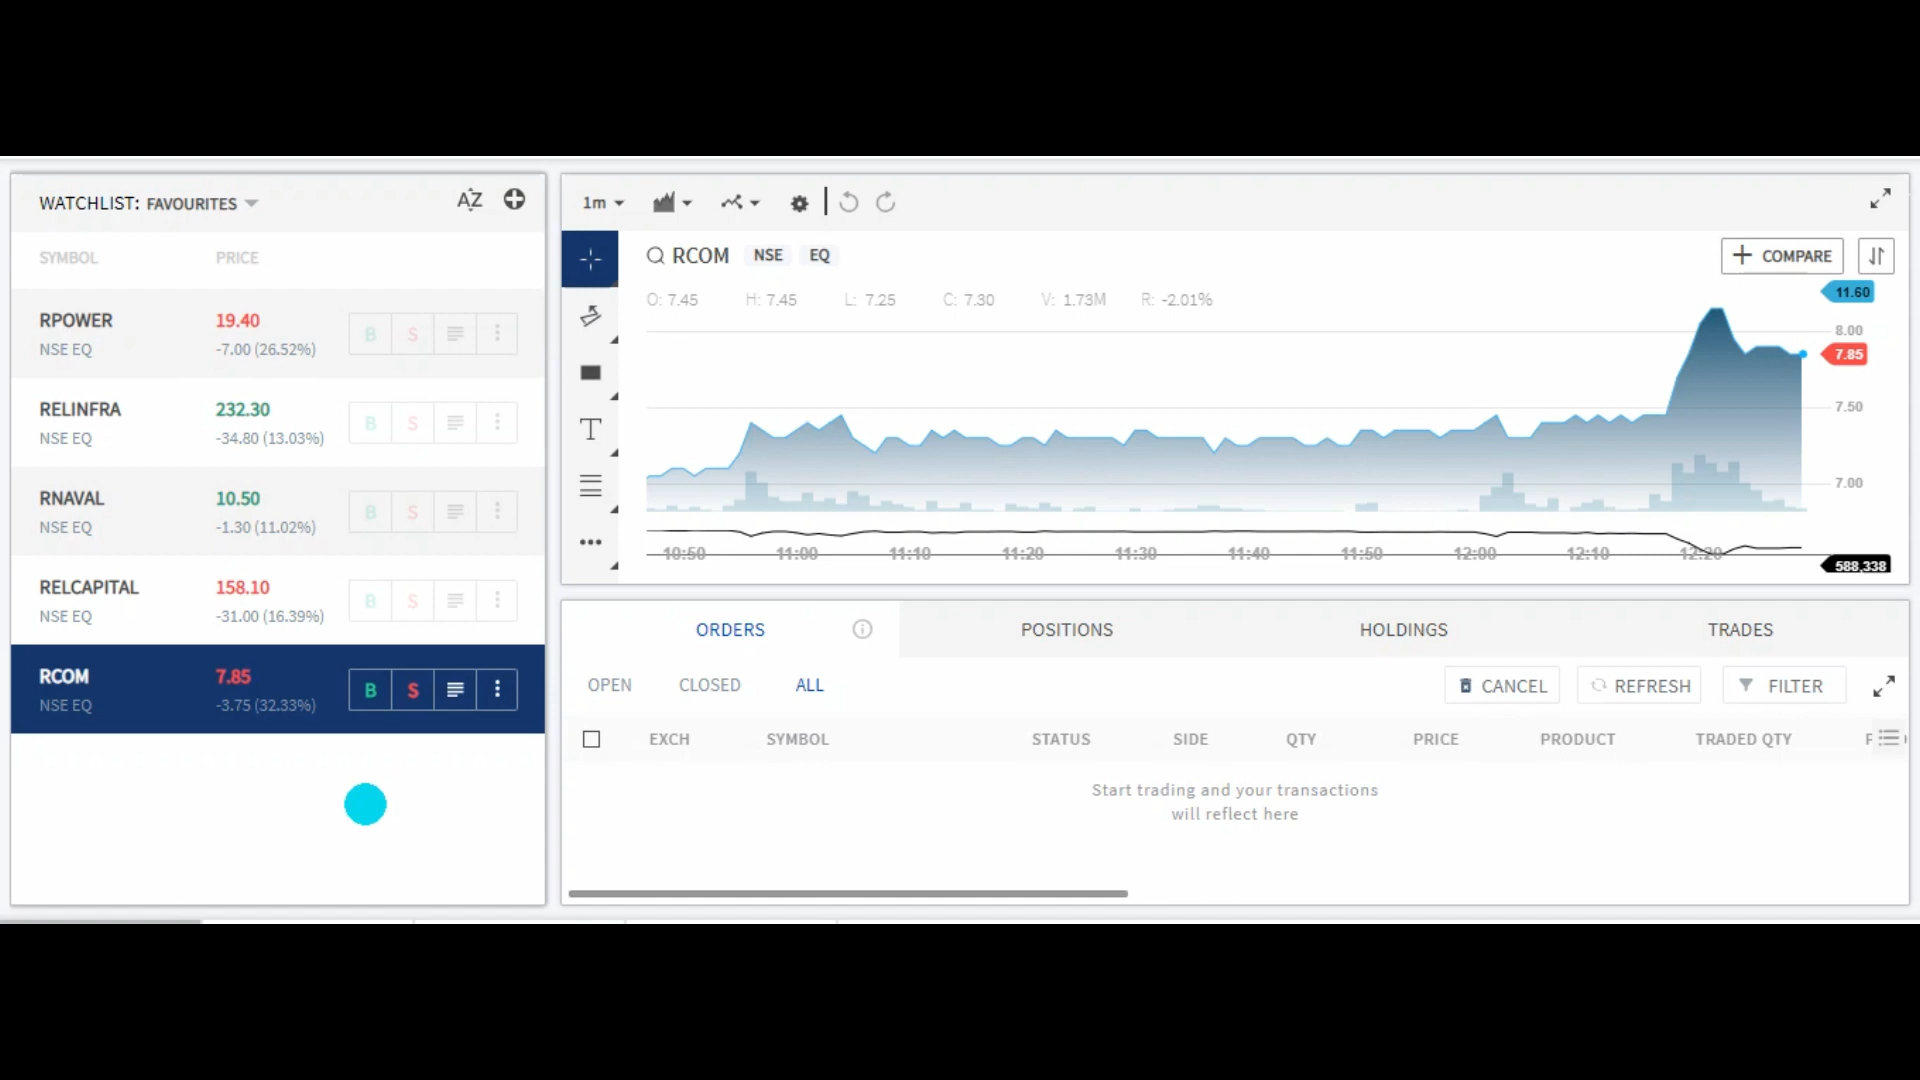 WATCHLIST: FAVOURITES
AZ
SYMBOL PRICE
RPOWER 19.40
NSE EQ -7.00 (26.52%)
B S
RELINFRA 232.30
NSE EQ -34.80 (13.03%)
B S
RNAVAL 10.50
NSE EQ -1.30 (11.02%)
B S
RELCAPITAL 158.10
NSE EQ -31.00 (16.39%)
B S
RCOM 7.85
NSE EQ -3.75 (32.33%)
B S
1m
RCOM NSE EQ
COMPARE
O: 7.45 H: 7.45 L: 7.25 C: 7.30 V: 1.73M R: -2.01%
T
11.60
8.00
7.85
7.50
7.00
10:50 11:00 11:10 11:20 11:30 11:40 11:50 12:00 12:10 12:20
588,338
ORDERS POSITIONS HOLDINGS TRADES
OPEN CLOSED ALL
CANCEL REFRESH FILTER
EXCH SYMBOL STATUS SIDE QTY PRICE PRODUCT TRADED QTY
Start trading and your transactions
will reflect here